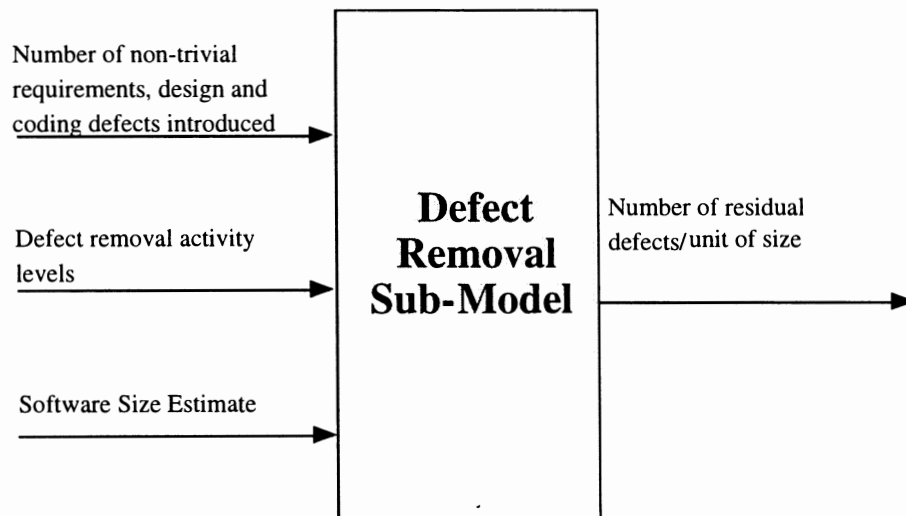 Number of non-trivial
requirements, design and
coding defects introduced
Defect removal activity
levels
Software Size Estimate
Defect
Removal
Sub-Model
Number of residual
defects/unit of size